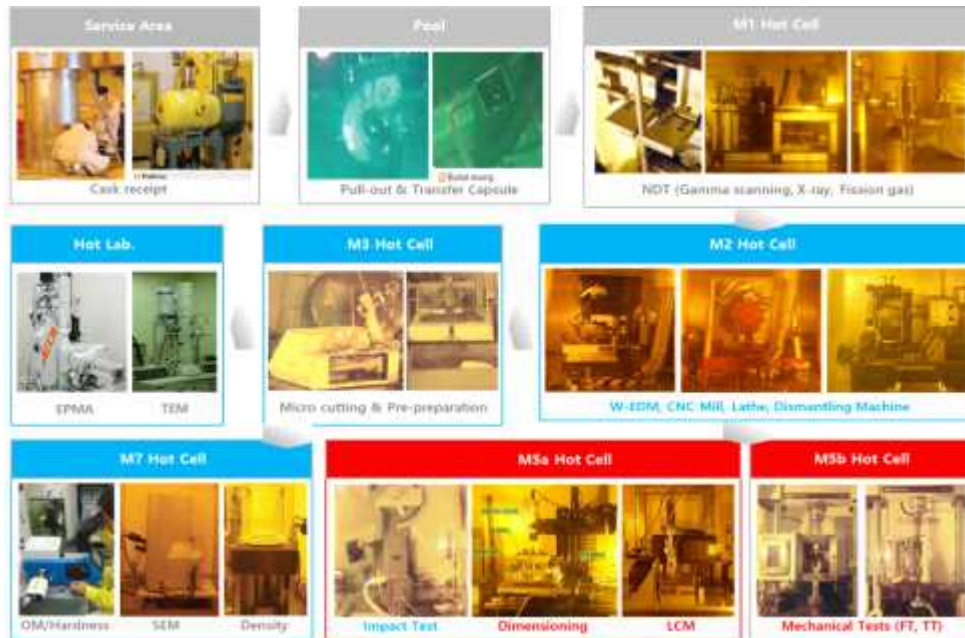 Service Area
Cask receipt
Pool
Pull-out & Transfer Capsule
M1 Hot Cell
NDT (Gamma scanning, X-ray, Fission gas)
Hot Lab.
EPMA
TEM
M3 Hot Cell
Micro cutting & Pre-preparation
M2 Hot Cell
W-EDM, CNC Mill, Lathe, Dismantling Machine
M7 Hot Cell
OM/Hardness
SEM
Density
M5a Hot Cell
Impact Test
Dimensioning
LCM
M5b Hot Cell
Mechanical Tests (FT, TT)